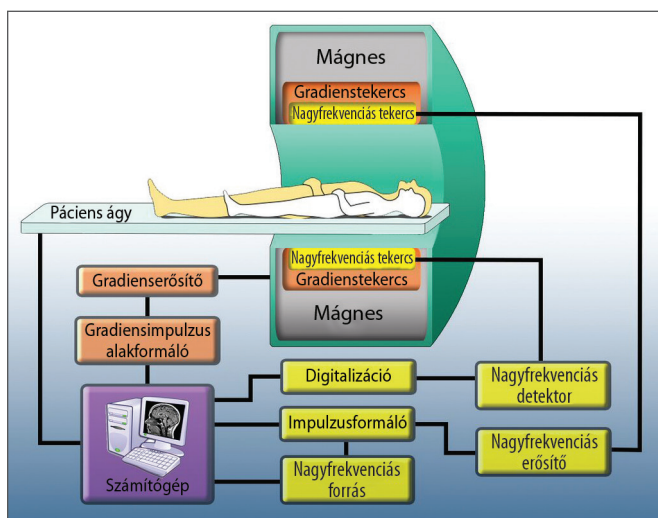 Mágnes
Gradienstekercs
Nagyfrekvenciás tekercs
Páciens ágy
Nagyfrekvenciás tekercs
Gradienstekercs
Mágnes
Gradienserősítő
Gradiensimpulzus
alakformáló
Digitalizáció
Nagyfrekvenciás
detektor
Impulzusformáló
Nagyfrekvenciás
erősítő
Nagyfrekvenciás
forrás
Számítógép